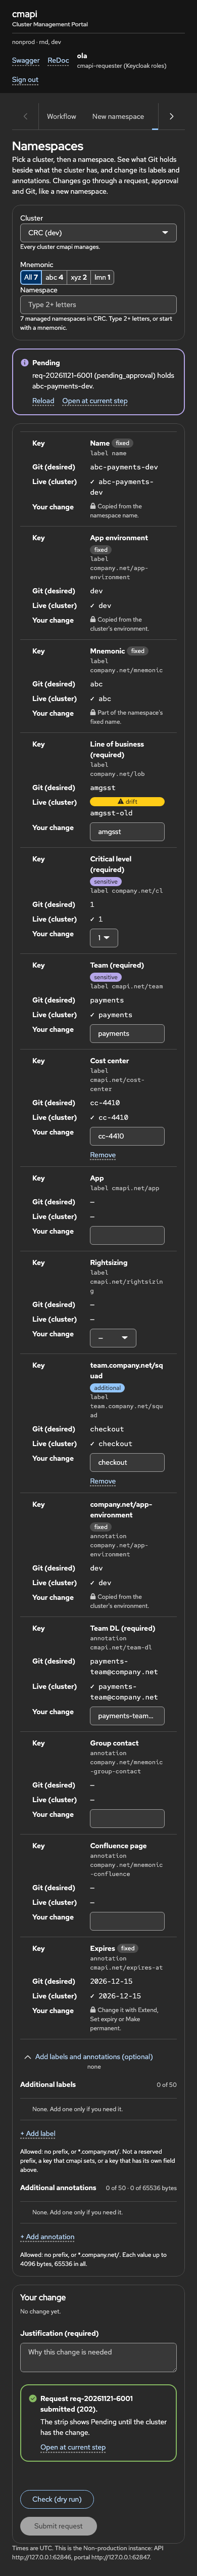 cmapi
Cluster Management Portal
nonprod · rnd, dev
Swagger ReDoc ola
cmapi-requester (Keycloak roles)
Sign out
Workflow New namespace
Namespaces
Pick a cluster, then a namespace. See what Git holds
beside what the cluster has, and change its labels and
annotations. Changes go through a request, approval
and Git, like a new namespace.
Cluster
CRC (dev)
Every cluster cmapi manages.
Mnemonic
All 7 abc 4 xyz 2 lmn 1
Namespace
Type 2+ letters
7 managed namespaces in CRC. Type 2+ letters, or start
with a mnemonic.
Pending
req-20261121-6001 (pending_approval) holds
abc-payments-dev.
Reload Open at current step
Key Name fixed
label name
Git (desired) abc-payments-dev
Live (cluster) ✓ abc-payments-
dev
Your change Copied from the
namespace name.
Key App environment
fixed
label
company.net/app-
environment
Git (desired) dev
Live (cluster) ✓ dev
Your change Copied from the
cluster's environment.
Key Mnemonic fixed
label
company.net/mnemonic
Git (desired) abc
Live (cluster) ✓ abc
Your change Part of the namespace's
fixed name.
Key Line of business
(required)
label
company.net/lob
Git (desired) amgsst
Live (cluster) drift
amgsst-old
Your change amgsst
Key Critical level
(required)
sensitive
label company.net/cl
Git (desired) 1
Live (cluster) ✓ 1
Your change 1
Key Team (required)
sensitive
label cmapi.net/team
Git (desired) payments
Live (cluster) ✓ payments
Your change payments
Key Cost center
label
cmapi.net/cost-
center
Git (desired) cc-4410
Live (cluster) ✓ cc-4410
Your change cc-4410
Remove
Key App
label cmapi.net/app
Git (desired) —
Live (cluster) —
Your change
Key Rightsizing
label
cmapi.net/rightsizin
g
Git (desired) —
Live (cluster) —
Your change —
Key team.company.net/sq
uad
additional
label
team.company.net/squ
ad
Git (desired) checkout
Live (cluster) ✓ checkout
Your change checkout
Remove
Key company.net/app-
environment
fixed
annotation
company.net/app-
environment
Git (desired) dev
Live (cluster) ✓ dev
Your change Copied from the
cluster's environment.
Key Team DL (required)
annotation
cmapi.net/team-dl
Git (desired) payments-
team@company.net
Live (cluster) ✓ payments-
team@company.net
Your change payments-team...
Key Group contact
annotation
company.net/mnemonic
-group-contact
Git (desired) —
Live (cluster) —
Your change
Key Confluence page
annotation
company.net/mnemonic
-confluence
Git (desired) —
Live (cluster) —
Your change
Key Expires fixed
annotation
cmapi.net/expires-at
Git (desired) 2026-12-15
Live (cluster) ✓ 2026-12-15
Your change Change it with Extend,
Set expiry or Make
permanent.
Add labels and annotations (optional)
none
Additional labels 0 of 50
None. Add one only if you need it.
+ Add label
Allowed: no prefix, or *.company.net/. Not a reserved
prefix, a key that cmapi sets, or a key that has its own field
above.
Additional annotations 0 of 50 · 0 of 65536 bytes
None. Add one only if you need it.
+ Add annotation
Allowed: no prefix, or *.company.net/. Each value up to
4096 bytes, 65536 in all.
Your change
No change yet.
Justification (required)
Why this change is needed
Request req-20261121-6001
submitted (202).
The strip shows Pending until the cluster
has the change.
Open at current step
Check (dry run)
Submit request
Times are UTC. This is the Non-production instance: API
http://127.0.0.1:62846, portal http://127.0.0.1:62847.